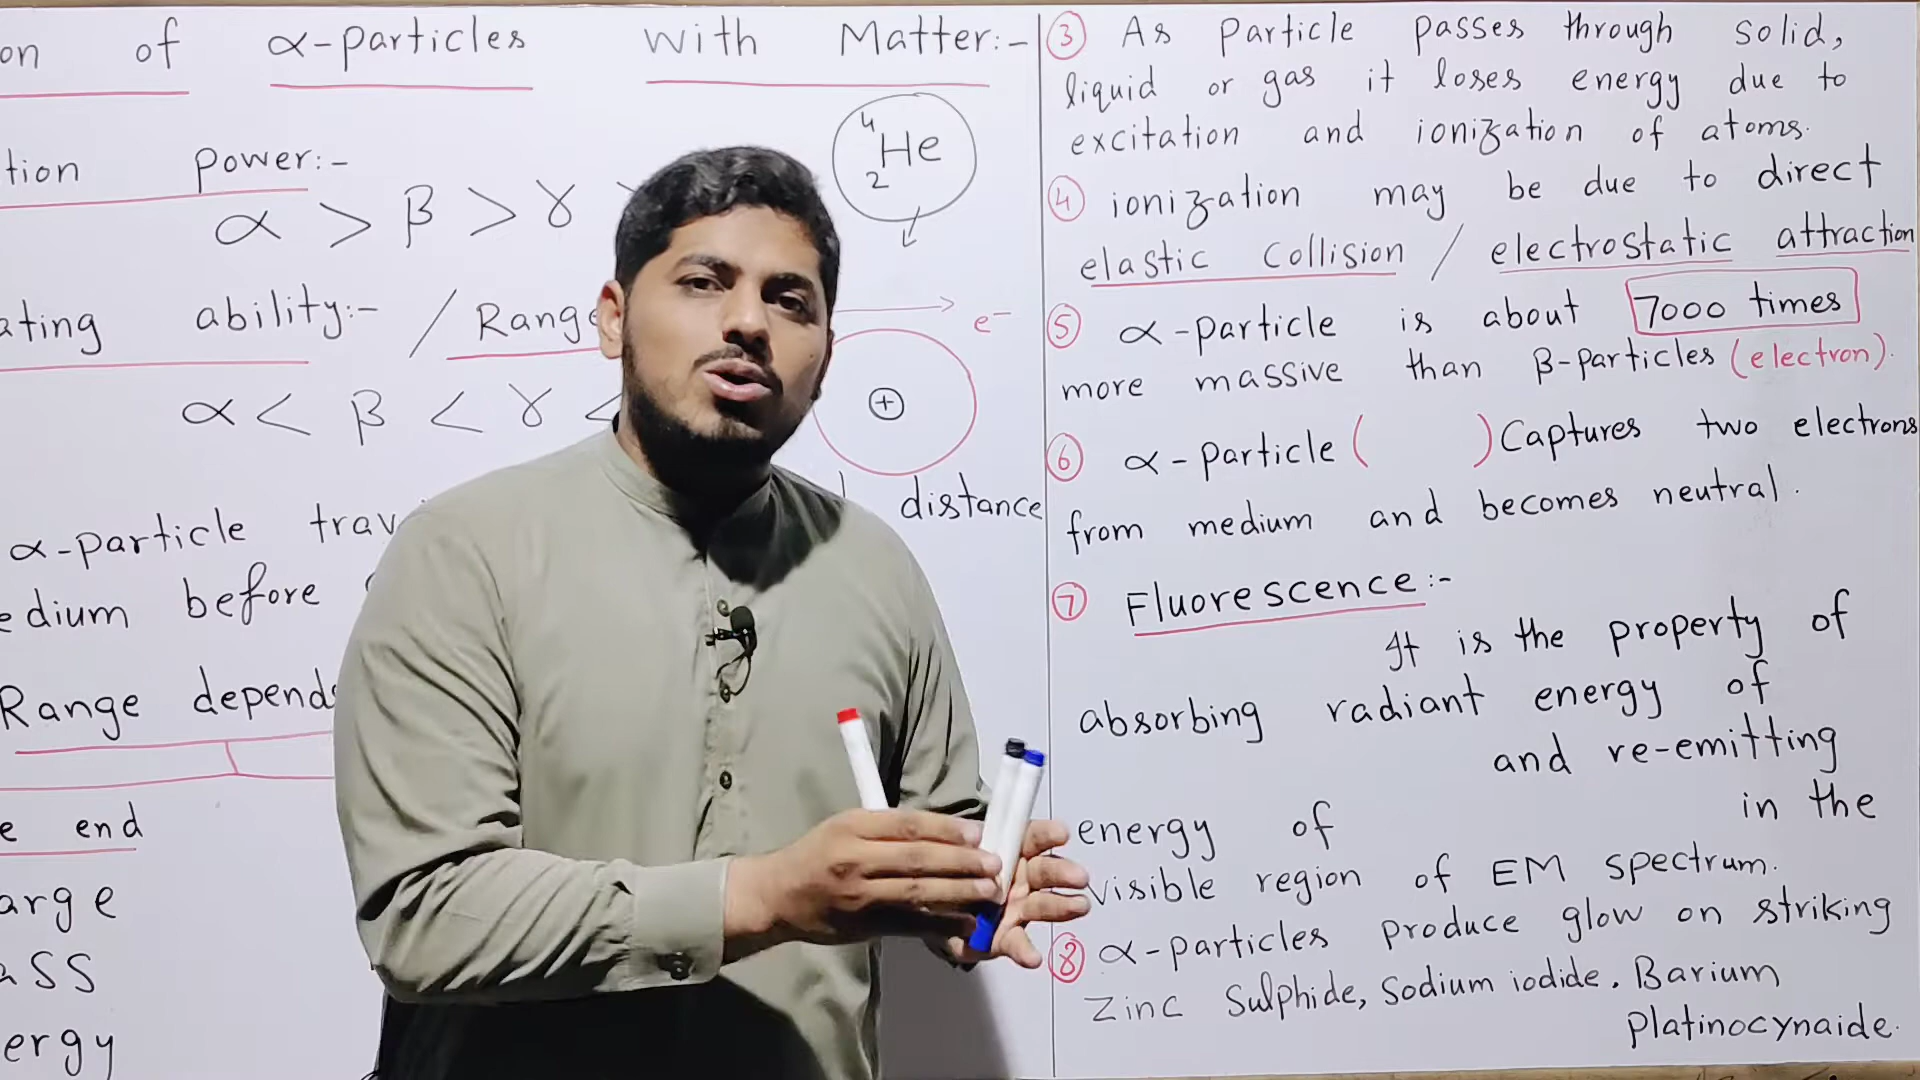 on of α-particles with Matter:-
tion power:-
α > β > γ
4
2 He
ating ability:- / Range
e-
α < β < γ <
+
distance
α-particle trav
edium before
Range depends
e end
arge
ass
ergy
③ As particle passes through solid,
liquid or gas it loses energy due to
excitation and ionization of atoms.
④ ionization may be due to direct
elastic collision / electrostatic attraction
⑤ α-particle is about 7000 times
more massive than β-particles (electron).
⑥ α-particle ( ) Captures two electrons
from medium and becomes neutral.
⑦ Fluorescence:-
It is the property of
absorbing radiant energy of
and re-emitting
energy of in the
visible region of EM spectrum.
⑧ α-particles produce glow on striking
Zinc Sulphide, Sodium iodide, Barium
Platinocynaide.